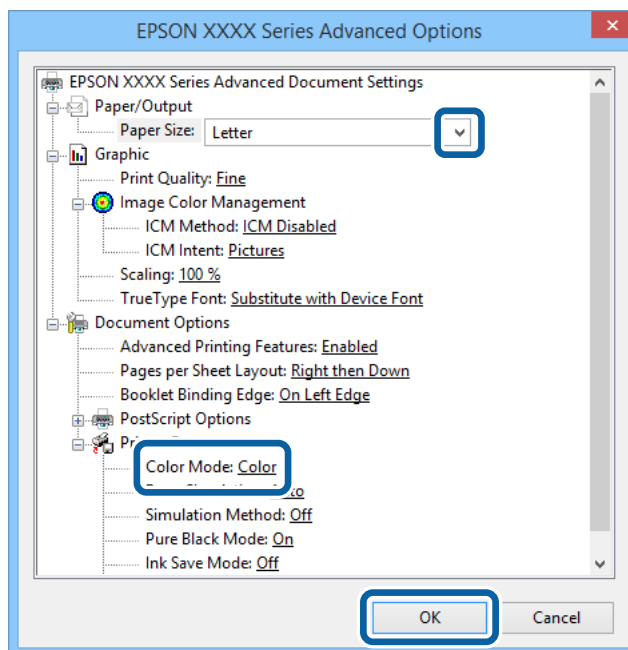 EPSON XXXX Series Advanced Options
EPSON XXXX Series Advanced Document Settings
Paper/Output
Paper Size: Letter
Graphic
Print Quality: Fine
Image Color Management
ICM Method: ICM Disabled
ICM Intent: Pictures
Scaling: 100 %
TrueType Font: Substitute with Device Font
Document Options
Advanced Printing Features: Enabled
Pages per Sheet Layout: Right then Down
Booklet Binding Edge: On Left Edge
PostScript Options
Color Mode: Color
Simulation Method: Off
Pure Black Mode: On
Ink Save Mode: Off
OK
Cancel